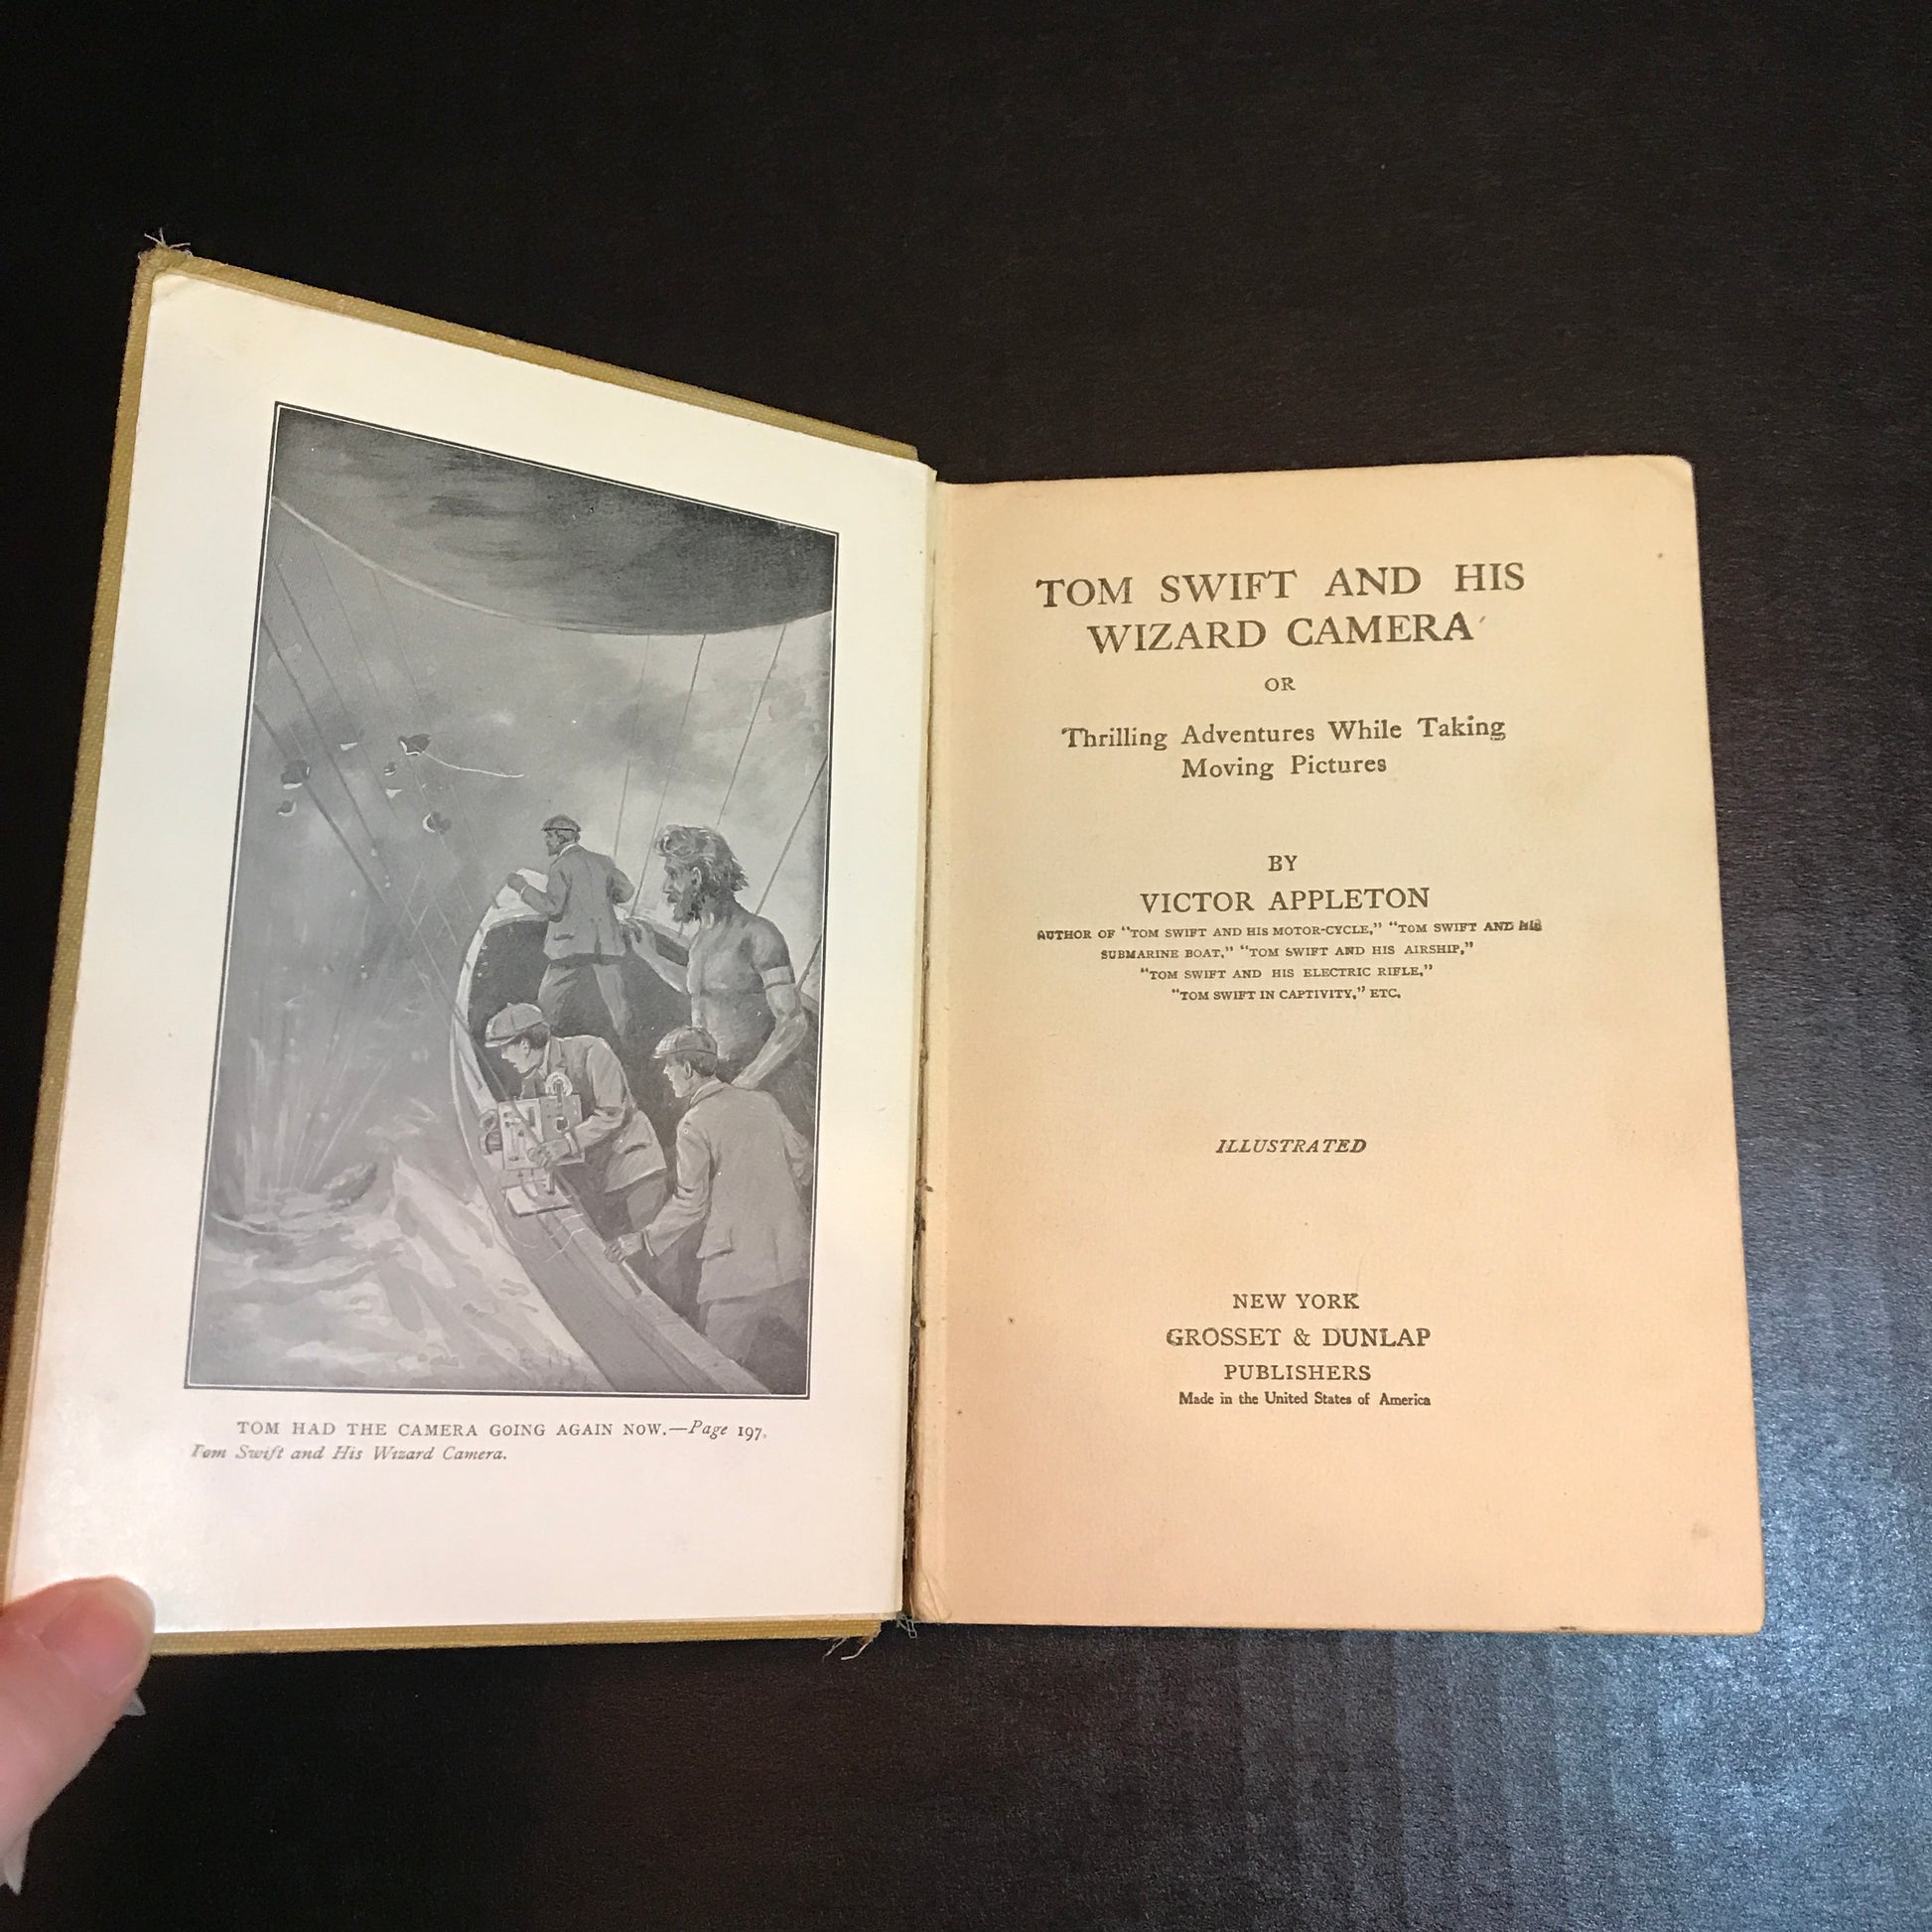 TOM HAD THE CAMERA GOING AGAIN NOW.—Page 197.
Tom Swift and His Wizard Camera.
TOM SWIFT AND HIS
WIZARD CAMERA
OR
Thrilling Adventures While Taking
Moving Pictures
BY
VICTOR APPLETON
AUTHOR OF "TOM SWIFT AND HIS MOTOR-CYCLE," "TOM SWIFT AND HIS
SUBMARINE BOAT," "TOM SWIFT AND HIS AIRSHIP,"
"TOM SWIFT AND HIS ELECTRIC RIFLE,"
"TOM SWIFT IN CAPTIVITY," ETC.
ILLUSTRATED
NEW YORK
GROSSET & DUNLAP
PUBLISHERS
Made in the United States of America